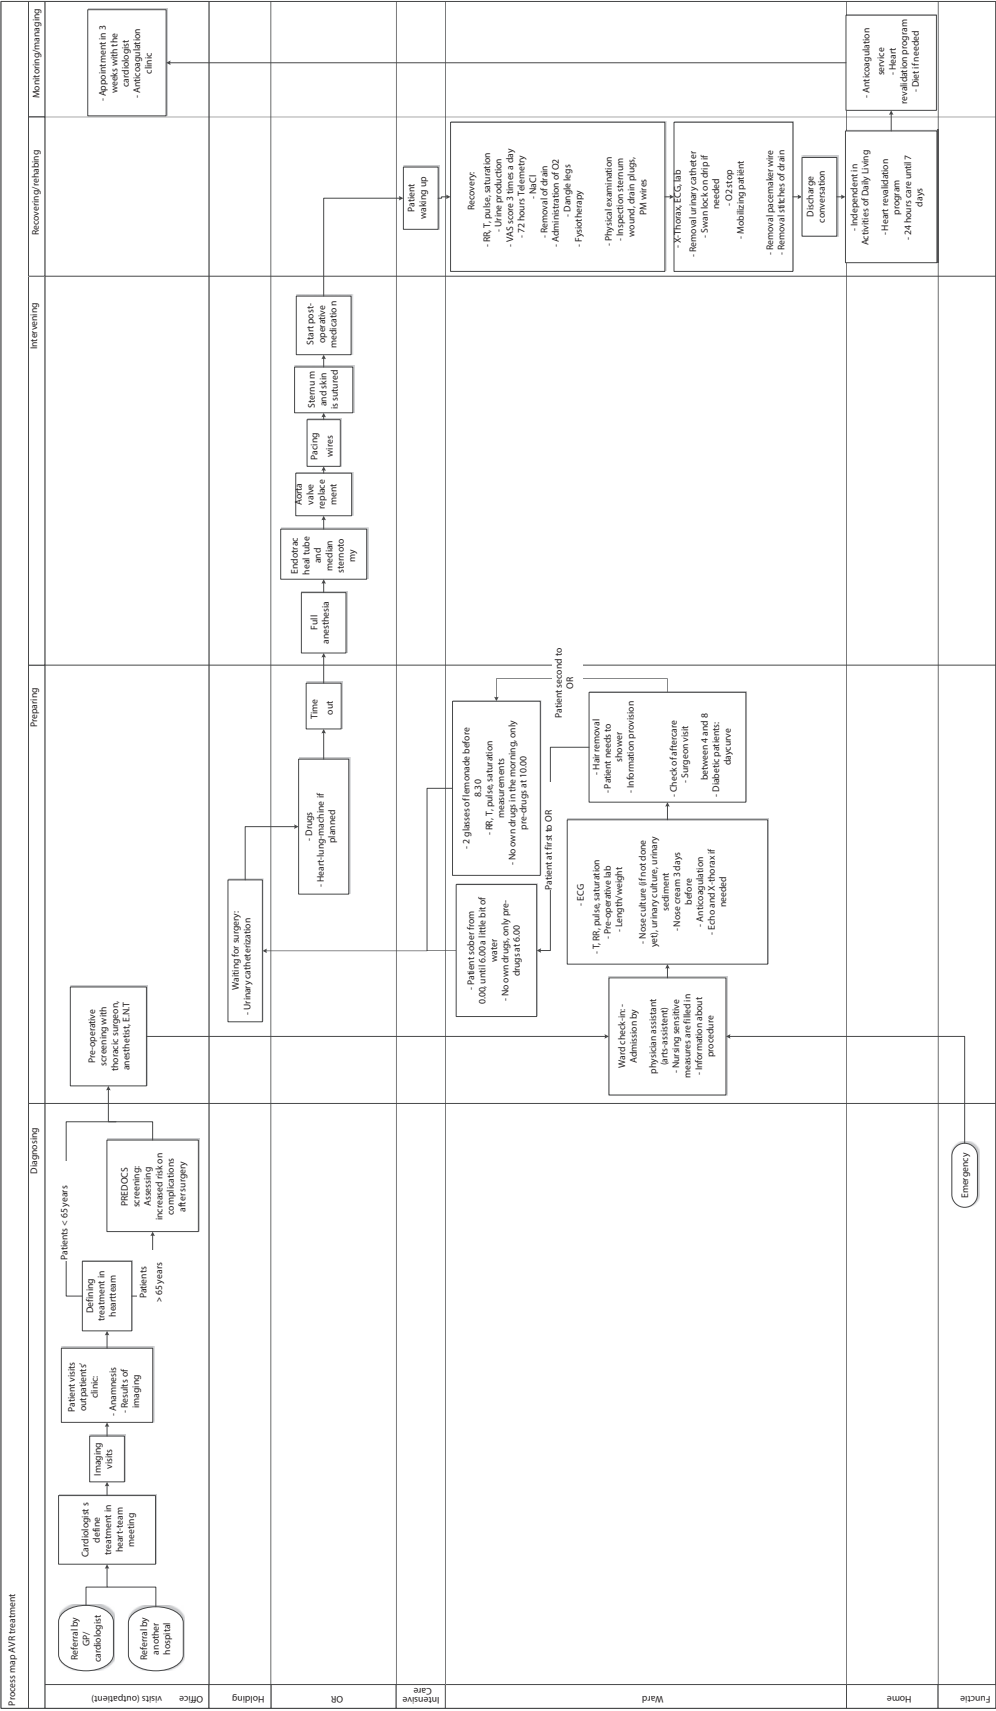 Process map AVR treatment
Diagnosing
Preparing
Intervening
Recovering/rehabing
Monitoring/managing
Office
visits (outpatient)
Referral by
GP/
cardiologist
Referral by
another
hospital
Cardiologist s
define
treatment in
heart-team
meeting
Imaging
visits
Patient visits
outpatients'
clinic:
- Anamnesis
- Results of
imaging
Defining
treatment in
heartteam
Patients < 65 years
Patients
> 65 years
PREDOCS
screening:
Assessing
increased risk on
complications
after surgery
Pre-operative
screening with
thoracic surgeon,
anesthetist, E.N.T
- Appointment in 3
weeks with the
cardiologist
- Anticoagulation
clinic
Holding
Waiting for surgery:
- Urinary catheterization
OR
- Drugs
- Heart-lung-machine if
planned
Time
out
Full
anesthesia
Endotrac
heal tube
and
median
sternoto
my
Aorta
valve
replace
ment
Pacing
wires
Sternu m
and skin
is sutured
Start post-
operative
medicatio n
Intensive
Care
Patient
waking up
Ward
Ward check-in: -
Admission by
physician assistant
(arts-assistent)
- Nursing sensitive
measures are filled in
- Information about
procedure
- ECG
- T, RR, pulse, saturation
- Pre-operative lab
- Length/weight
- Nose culture (if not done
yet), urinary culture, urinary
sediment
- Nose cream 3 days
before
- Anticoagulation
- Echo and X-thorax if
needed
- Hair removal
- Patient needs to
shower
- Information provision
- Check of aftercare
- Surgeon visit
between 4 and 8
- Diabetic patients:
daycurve
Patient at first to OR
Patient second to
OR
- Patient sober from
0.00, until 6.00 a little bit of
water
- No own drugs, only pre-
drugs at 6.00
- 2 glasses of lemonade before
8.30
- RR, T, pulse, saturation
measurements
- No own drugs in the morning, only
pre-drugs at 10.00
Recovery:
- RR, T, pulse, saturation
- Urine production
- VAS score 3 times a day
- 72 hours Telemetry
- NaCl
- Removal of drain
- Administration of O2
- Dangle legs
- Fysiotherapy
- Physical examination
- Inspection sternum
wound, drain plugs,
PM wires
- X-Thorax, ECG, lab
- Removal urinary catheter
- Swan lock on drip if
needed
- O2 stop
- Mobilizing patiënt
- Removal pacemaker wire
- Removal stitches of drain
Discharge
conversation
Home
- Independent in
Activities of Daily Living
- Heart revalidation
program
- 24 hours care until 7
days
- Anticoagulation
service
- Heart
revalidation program
- Diet if needed
Functie
Emergency